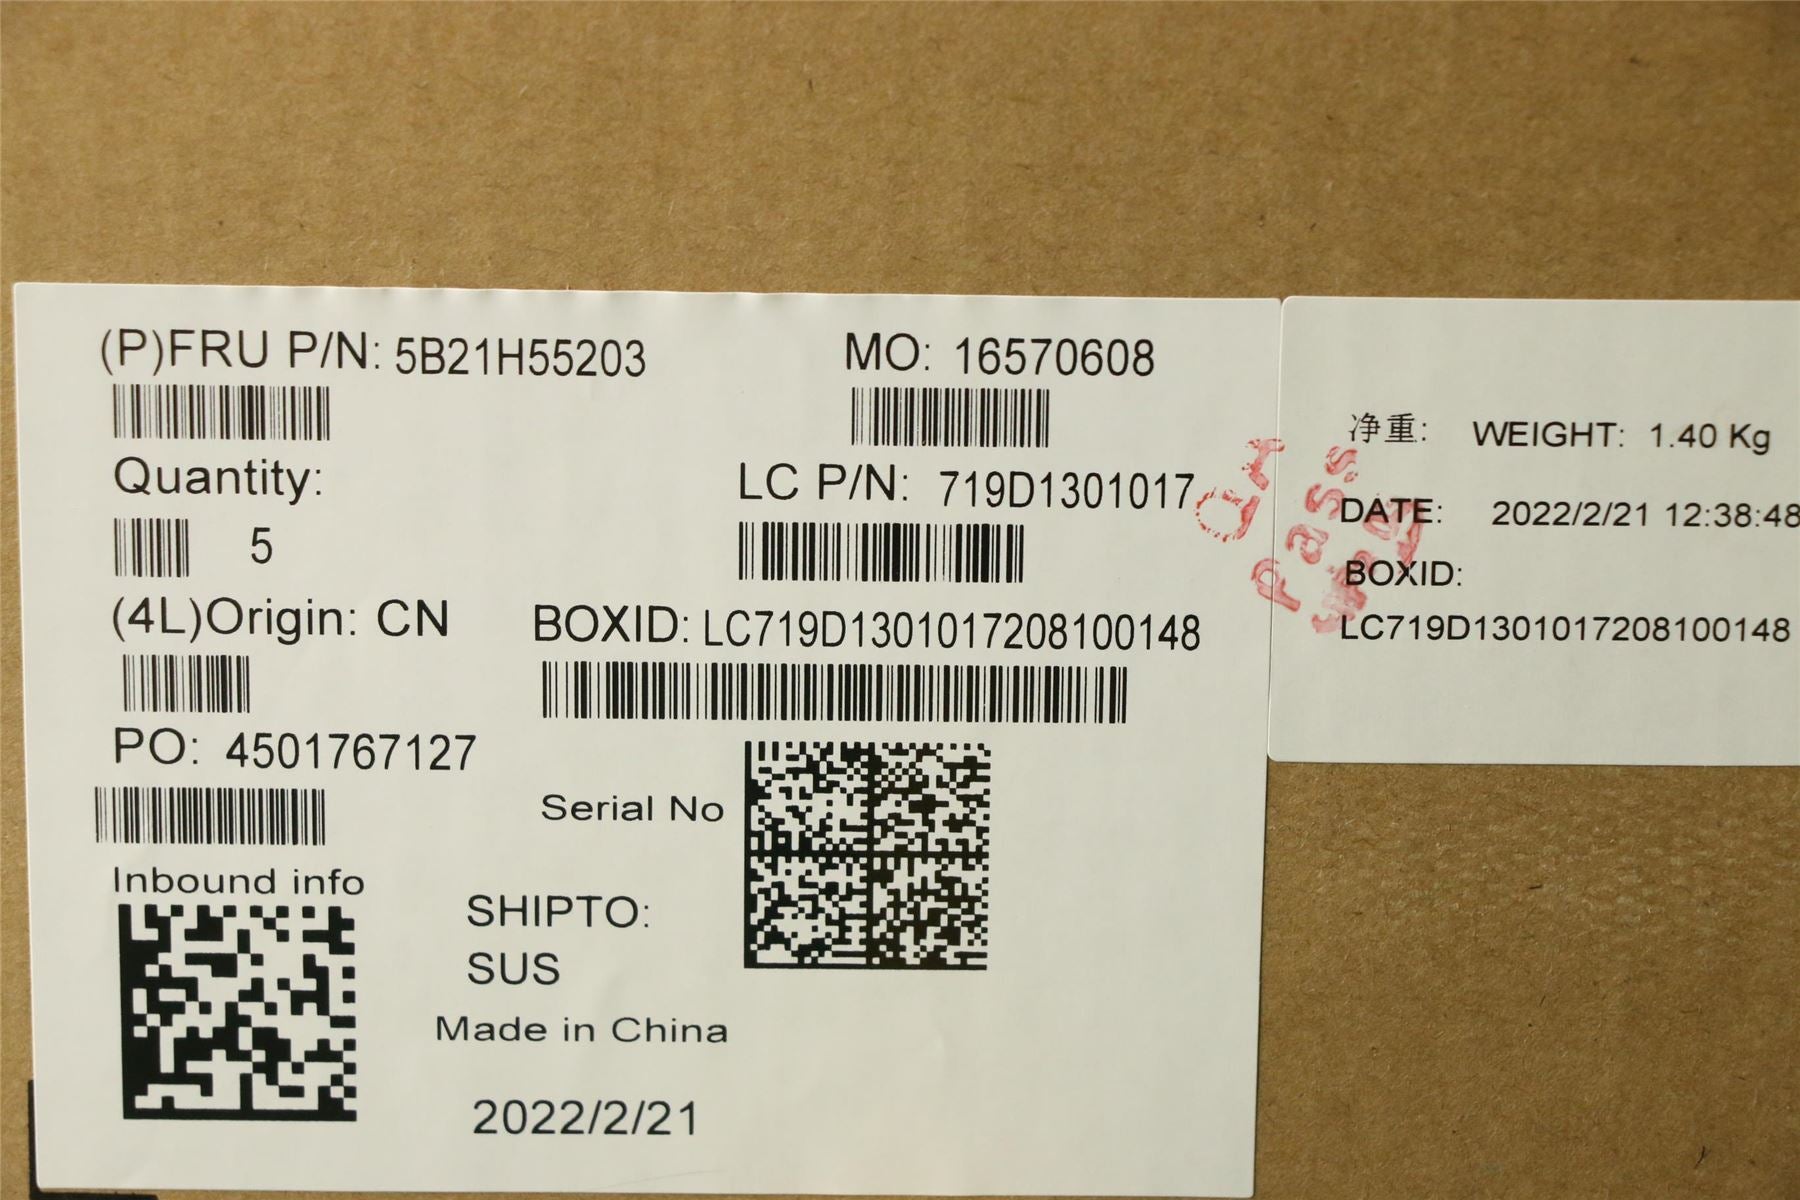 (P)FRU P/N: 5B21H55203
MO: 16570608
Quantity:
5
LC P/N: 719D1301017
(4L)Origin: CN
BOXID: LC719D1301017208100148
PO: 4501767127
Serial No
Inbound info
SHIPTO:
SUS
Made in China
2022/2/21
净重: WEIGHT: 1.40 Kg
DATE: 2022/2/21 12:38:48
BOXID:
LC719D1301017208100148
Pass